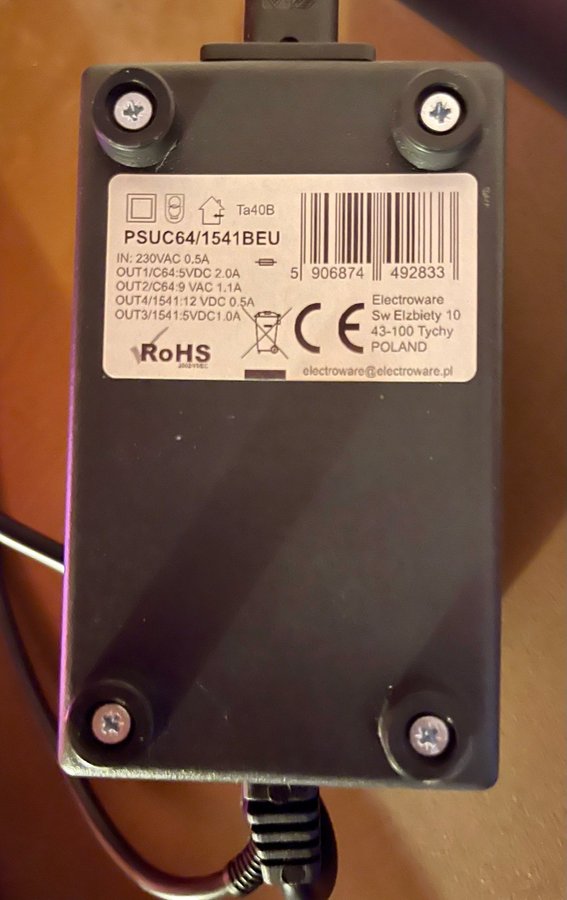 Ta40B
PSUC64/1541BEU
IN: 230VAC 0.5A
OUT1/C64:5VDC 2.0A
OUT2/C64:9 VAC 1.1A
OUT4/1541:12 VDC 0.5A
OUT3/1541:5VDC1.0A
RoHS
5 906874 492833
CE
Electroware
Sw Elzbiety 10
43-100 Tychy
POLAND
electroware@electroware.pl